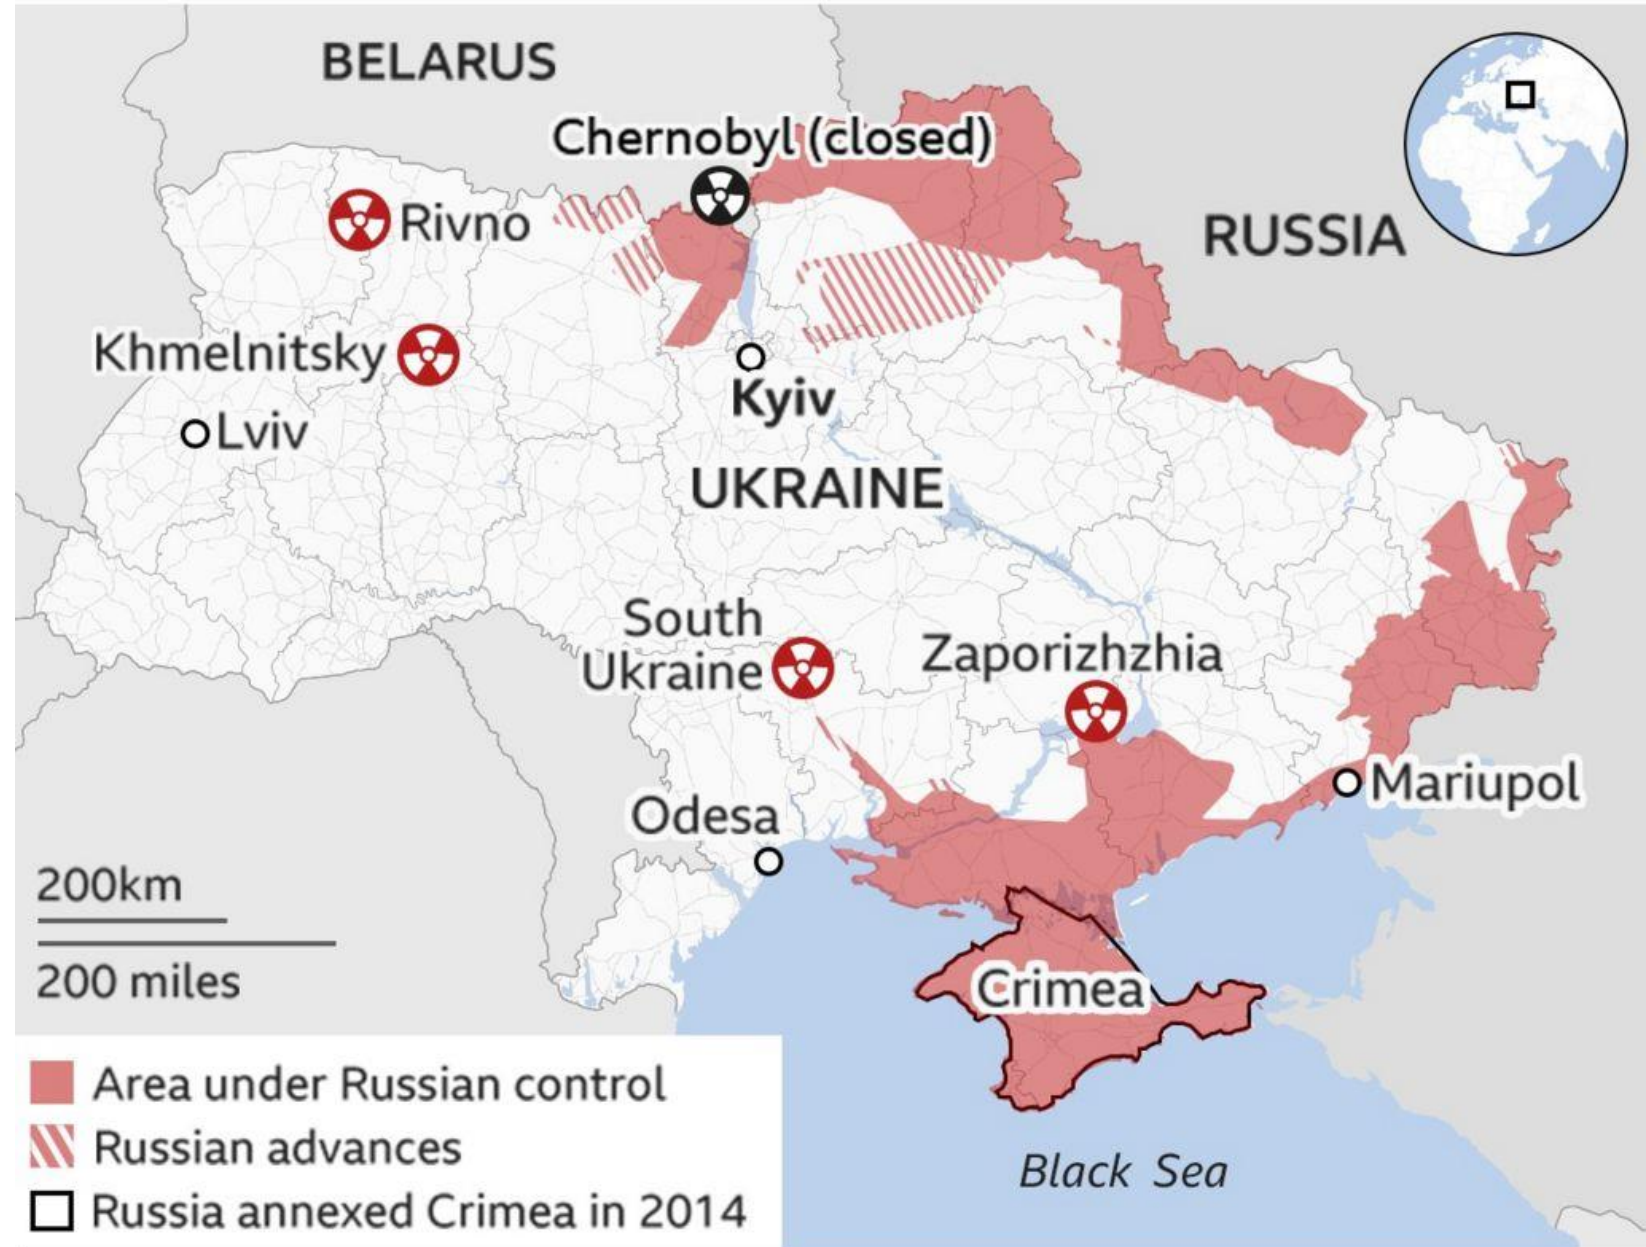 BELARUS
Chernobyl (closed)
RUSSIA
Rivno
Khmelnitsky
Kyiv
Lviv
UKRAINE
South
Ukraine
Zaporizhzhia
Mariupol
Odesa
200km
200 miles
Crimea
Area under Russian control
Russian advances
Russia annexed Crimea in 2014
Black Sea